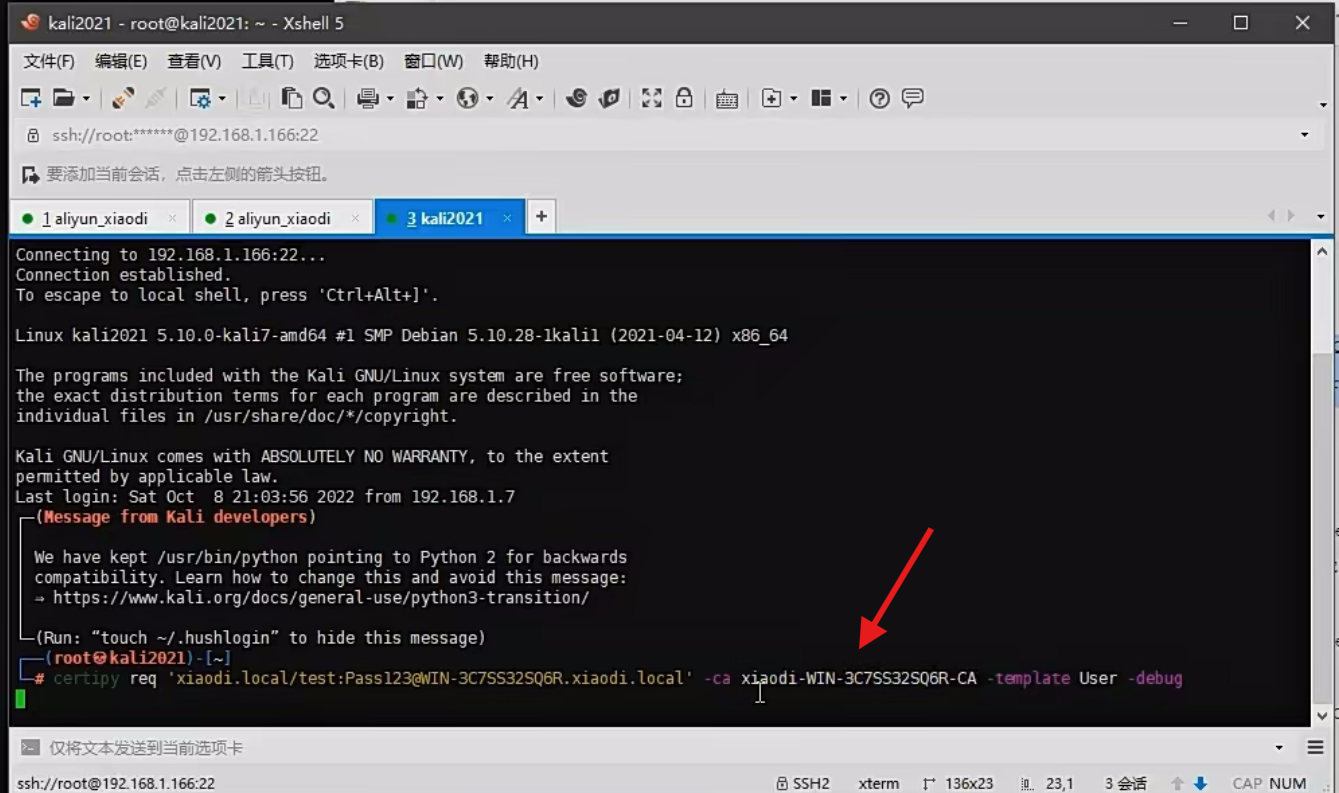 kali2021 - root@kali2021: ~ - Xshell 5
文件(F) 编辑(E) 查看(V) 工具(T) 选项卡(B) 窗口(W) 帮助(H)
ssh://root:******@192.168.1.166:22
要添加当前会话，点击左侧的箭头按钮。
1 aliyun_xiaodi × 2 aliyun_xiaodi × 3 kali2021 × +
Connecting to 192.168.1.166:22...
Connection established.
To escape to local shell, press 'Ctrl+Alt+]'.
Linux kali2021 5.10.0-kali7-amd64 #1 SMP Debian 5.10.28-1kali1 (2021-04-12) x86_64
The programs included with the Kali GNU/Linux system are free software;
the exact distribution terms for each program are described in the
individual files in /usr/share/doc/*/copyright.
Kali GNU/Linux comes with ABSOLUTELY NO WARRANTY, to the extent
permitted by applicable law.
Last login: Sat Oct  8 21:03:56 2022 from 192.168.1.7
┌─(Message from Kali developers)
│ We have kept /usr/bin/python pointing to Python 2 for backwards
│ compatibility. Learn how to change this and avoid this message:
│ ⇒ https://www.kali.org/docs/general-use/python3-transition/
└─(Run: “touch ~/.hushlogin” to hide this message)
┌──(root㉿kali2021)-[~]
└─# certipy req 'xiaodi.local/test:Pass123@WIN-3C7SS32SQ6R.xiaodi.local' -ca xiaodi-WIN-3C7SS32SQ6R-CA -template User -debug
仅将文本发送到当前选项卡
ssh://root@192.168.1.166:22 SSH2 xterm 136x23 23,1 3 会话 CAP NUM